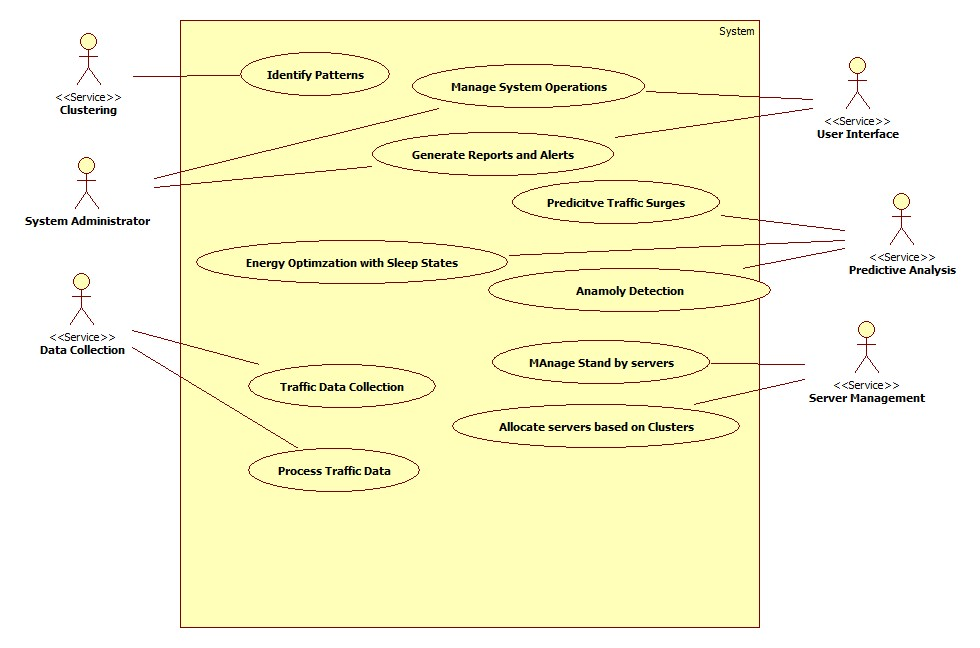 System
<<Service>>
Clustering
Identify Patterns
Manage System Operations
<<Service>>
User Interface
Generate Reports and Alerts
System Administrator
Predicitve Traffic Surges
<<Service>>
Predictive Analysis
Energy Optimzation with Sleep States
Anamoly Detection
<<Service>>
Data Collection
MAnage Stand by servers
<<Service>>
Server Management
Traffic Data Collection
Allocate servers based on Clusters
Process Traffic Data